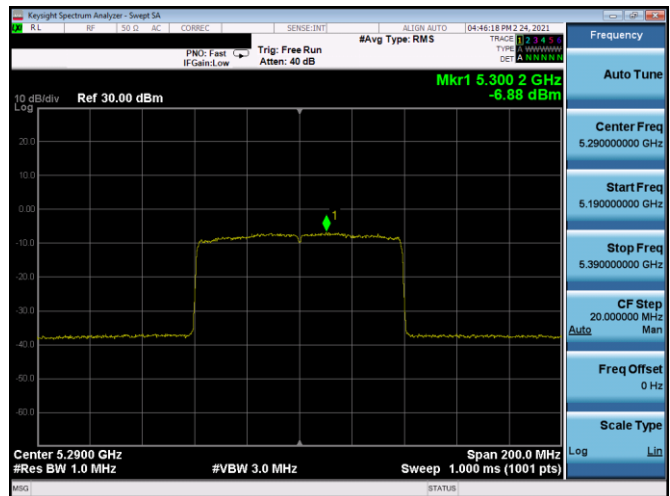 Keysight Spectrum Analyzer - Swept SA
RL RF 50 Ω AC CORREC SENSE:INT ALIGN AUTO 04:46:18 PM 2 24, 2021
#Avg Type: RMS TRACE 1 2 3 4 5 6
PNO: Fast Trig: Free Run TYPE A WWWWW
IFGain:Low Atten: 40 dB DET A N N N N N
Mkr1 5.300 2 GHz
-6.88 dBm
10 dB/div Ref 30.00 dBm
Log
20.0
10.0
0.00
-10.0
-20.0
-30.0
-40.0
-50.0
-60.0
1
Center 5.2900 GHz Span 200.0 MHz
#Res BW 1.0 MHz #VBW 3.0 MHz Sweep 1.000 ms (1001 pts)
MSG STATUS
Frequency
Auto Tune
Center Freq
5.290000000 GHz
Start Freq
5.190000000 GHz
Stop Freq
5.390000000 GHz
CF Step
20.000000 MHz
Auto Man
Freq Offset
0 Hz
Scale Type
Log Lin